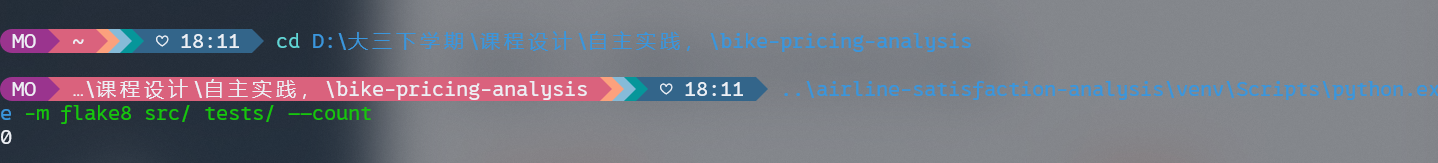 MO ~ ♡ 18:11 cd D:\大三下学期\课程设计\自主实践，\bike-pricing-analysis
MO …\课程设计\自主实践，\bike-pricing-analysis ♡ 18:11 ..\airline-satisfaction-analysis\venv\Scripts\python.ex
e -m flake8 src/ tests/ --count
0